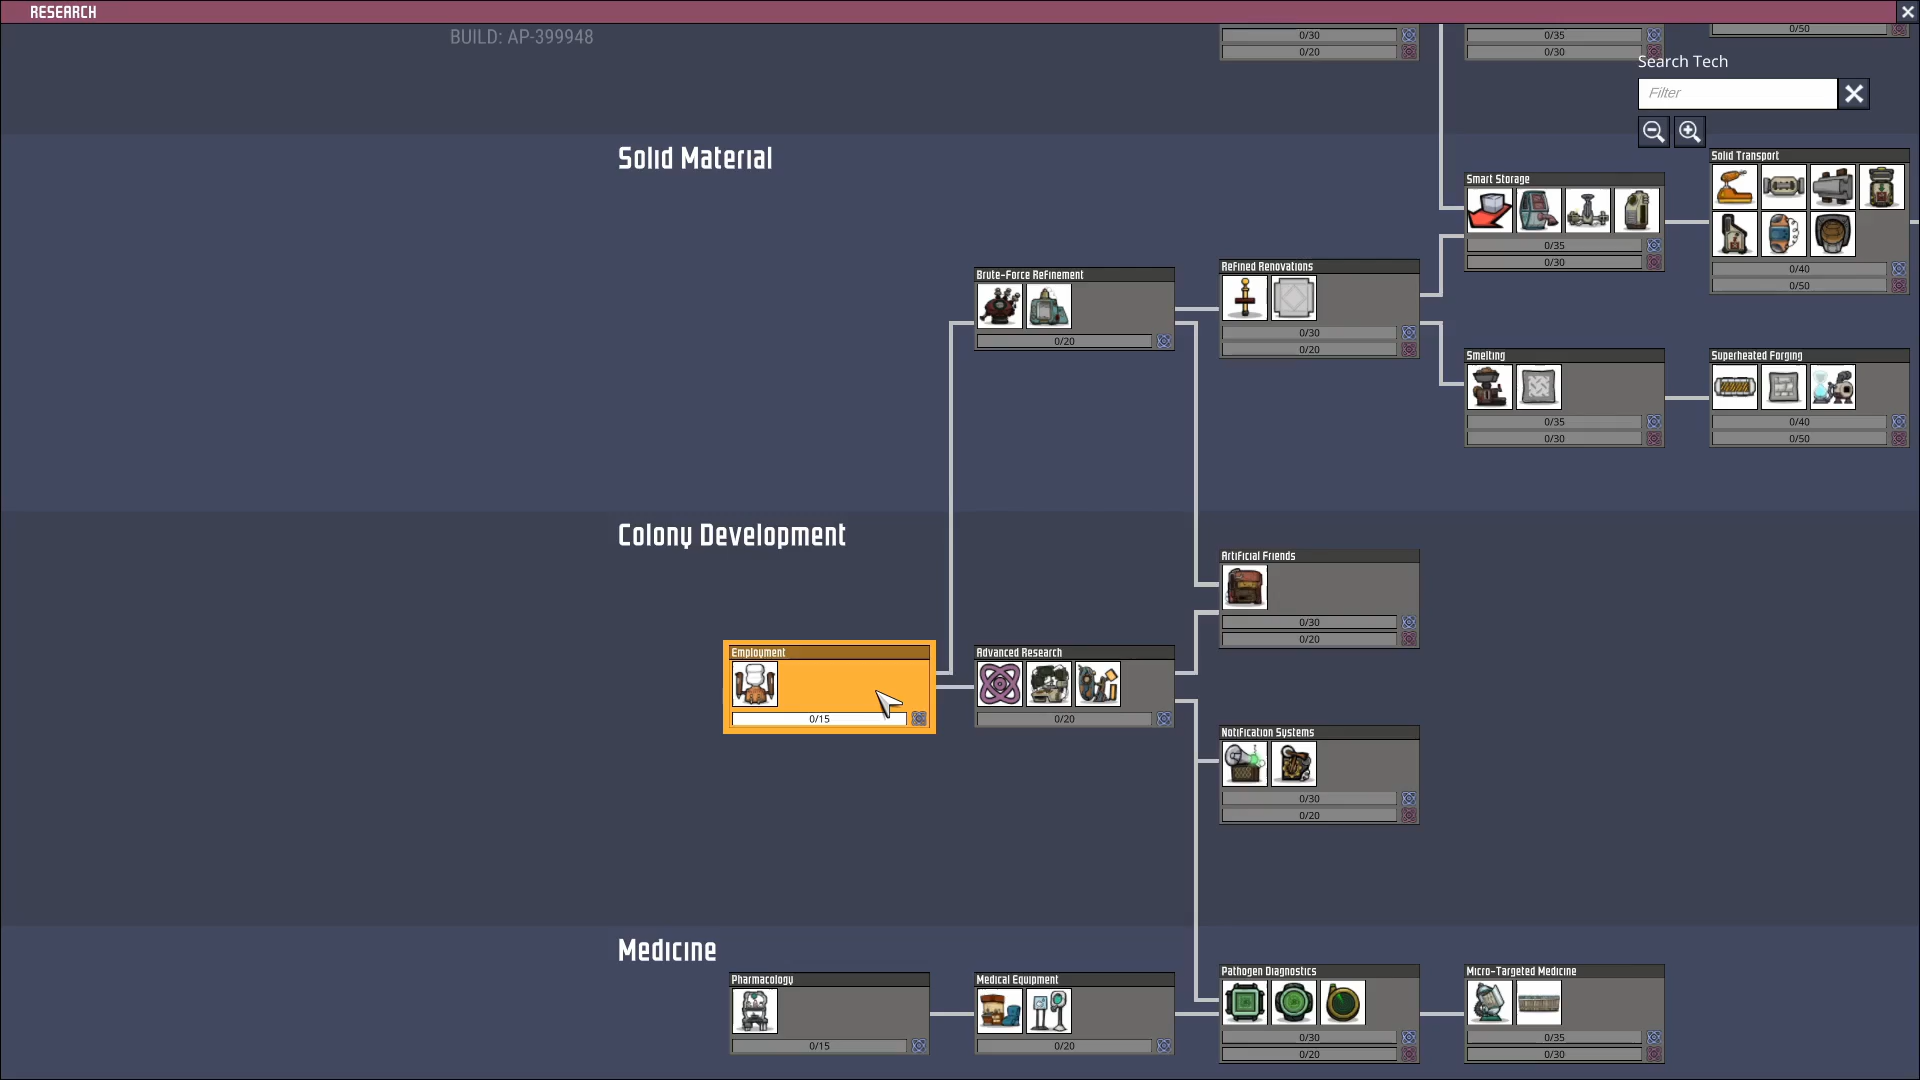 RESEARCH
BUILD: AP-399948
0/30
0/20
0/35
0/30
0/50
Search Tech
Filter
Solid Material
Solid Transport
0/40
0/50
Smart Storage
0/35
0/30
Brute-Force Refinement
0/20
Refined Renovations
0/30
0/20
Smelting
0/35
0/30
Superheated Forging
0/40
0/50
Colony Development
Artificial Friends
0/30
0/20
Employment
0/15
Advanced Research
0/20
Notification Systems
0/30
0/20
Medicine
Pharmacology
0/15
Medical Equipment
0/20
Pathogen Diagnostics
0/30
0/20
Micro-Targeted Medicine
0/35
0/30